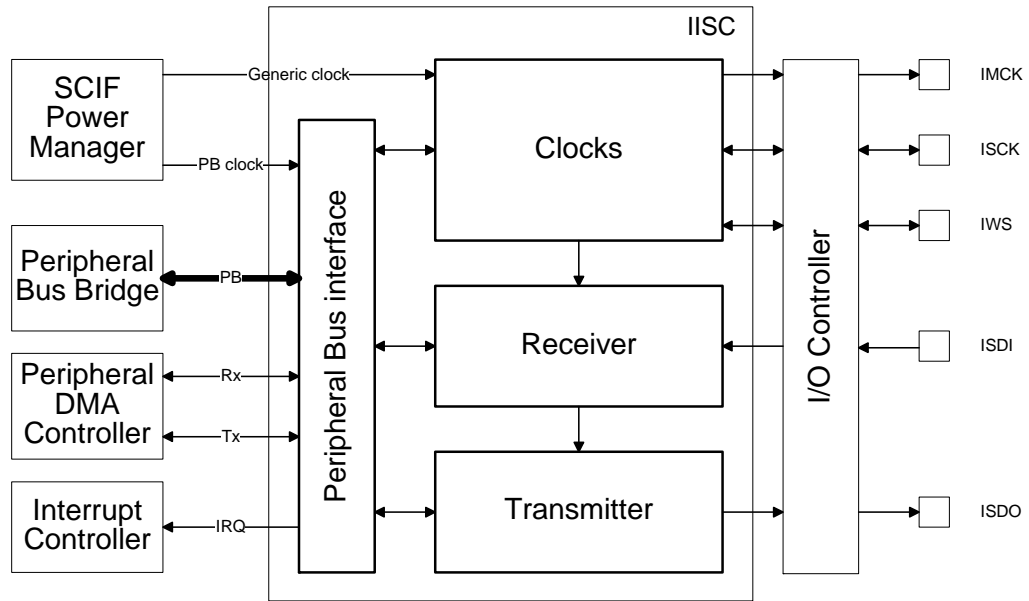 IISC
SCIF
Power
Manager
Generic clock
PB clock
Clocks
IMCK
ISCK
IWS
Peripheral
Bus Bridge
PB
Peripheral Bus interface
Receiver
I/O Controller
ISDI
Peripheral
DMA
Controller
Rx
Tx
Transmitter
ISDO
Interrupt
Controller
IRQ